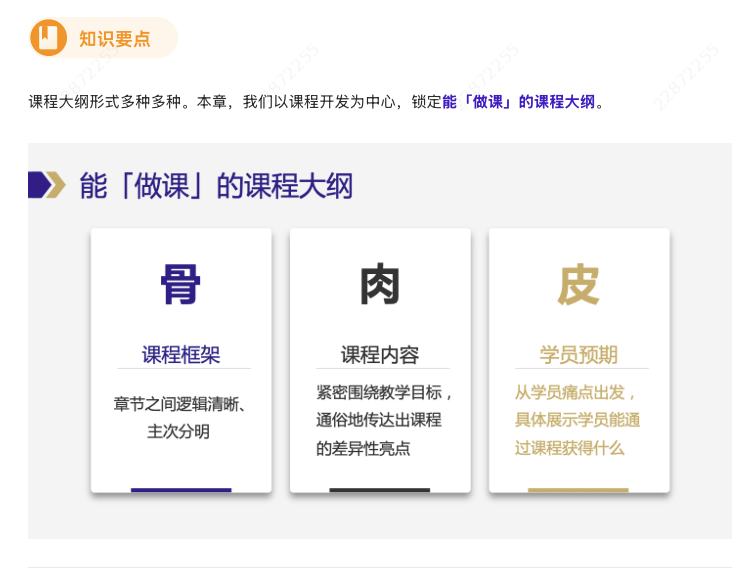 知识要点
课程大纲形式多种多种。本章，我们以课程开发为中心，锁定能「做课」的课程大纲。
能「做课」的课程大纲
骨
课程框架
章节之间逻辑清晰、
主次分明
肉
课程内容
紧密围绕教学目标，
通俗地传达出课程
的差异性亮点
皮
学员预期
从学员痛点出发，
具体展示学员能通
过课程获得什么
22872255